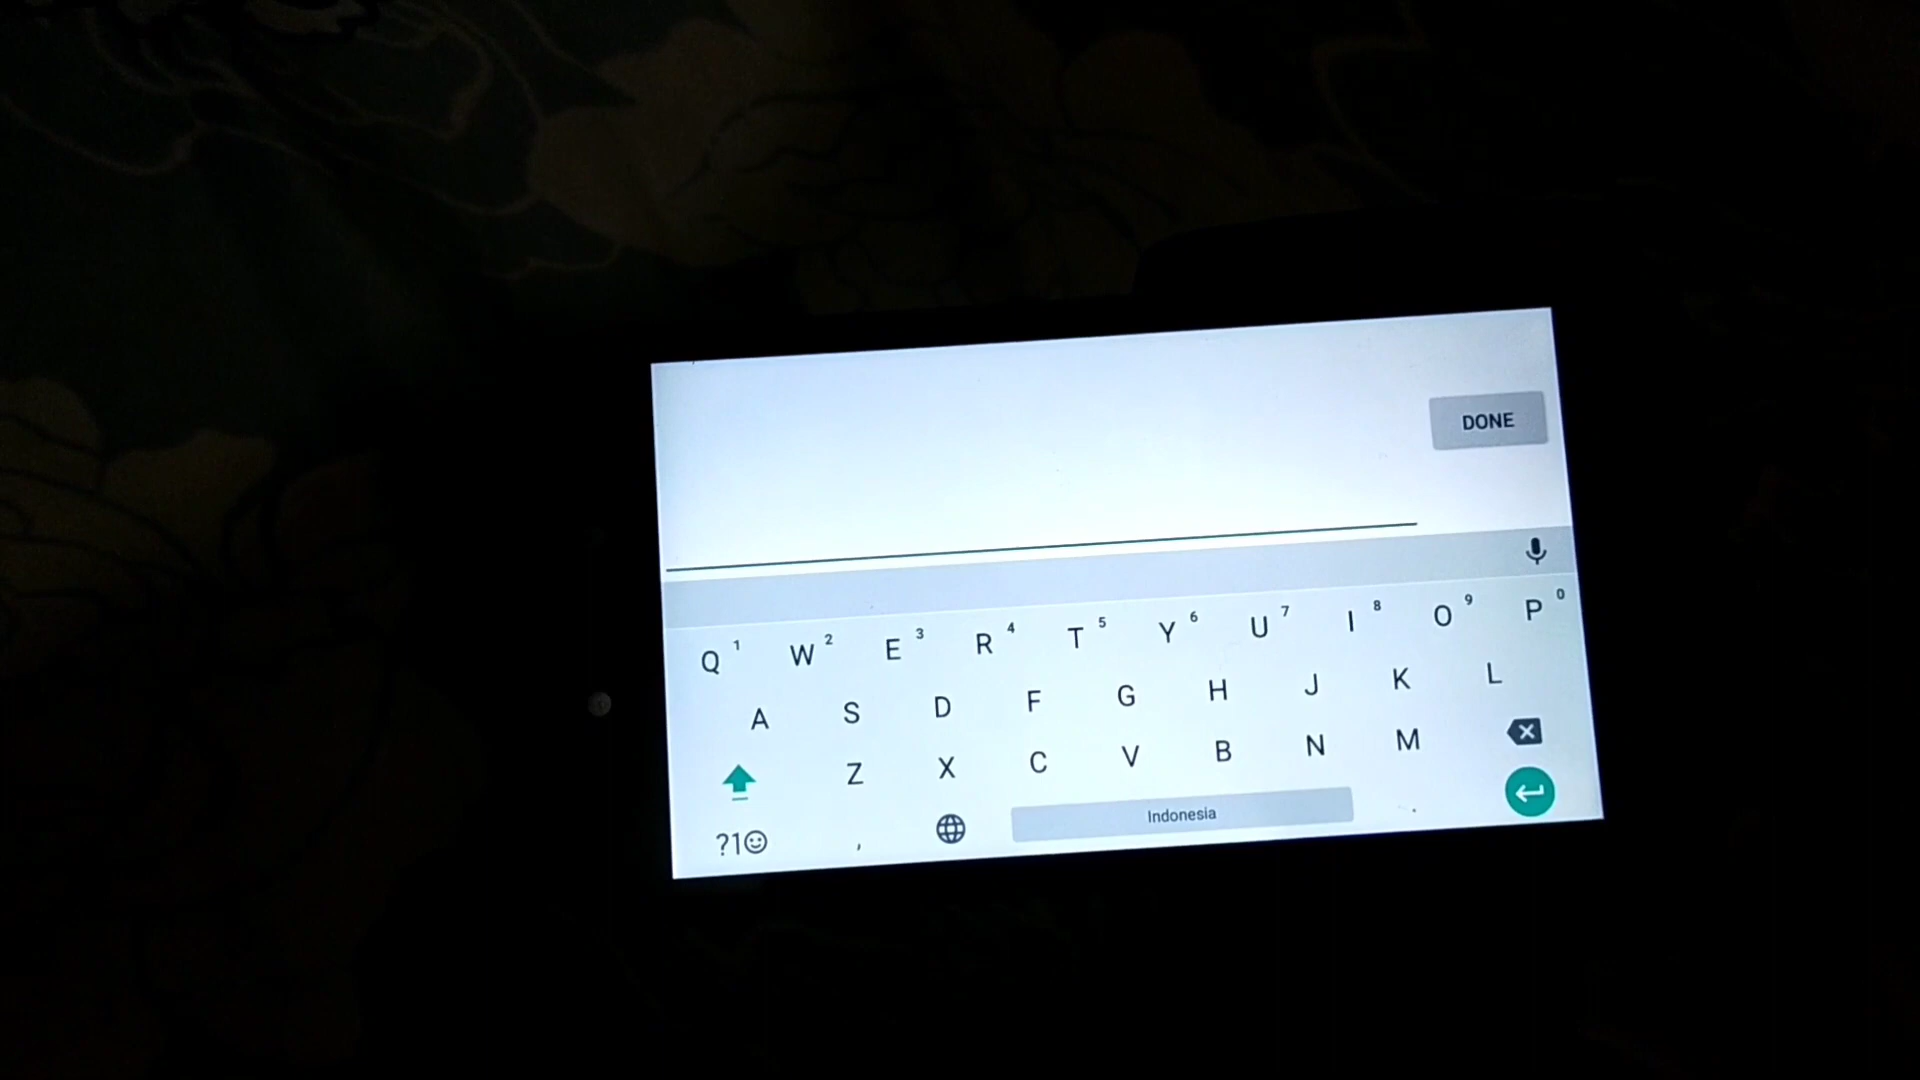 DONE
Q 1 W 2 E 3 R 4 T 5 Y 6 U 7 I 8 O 9 P 0
A S D F G H J K L
Z X C V B N M
?1☺ , Indonesia .